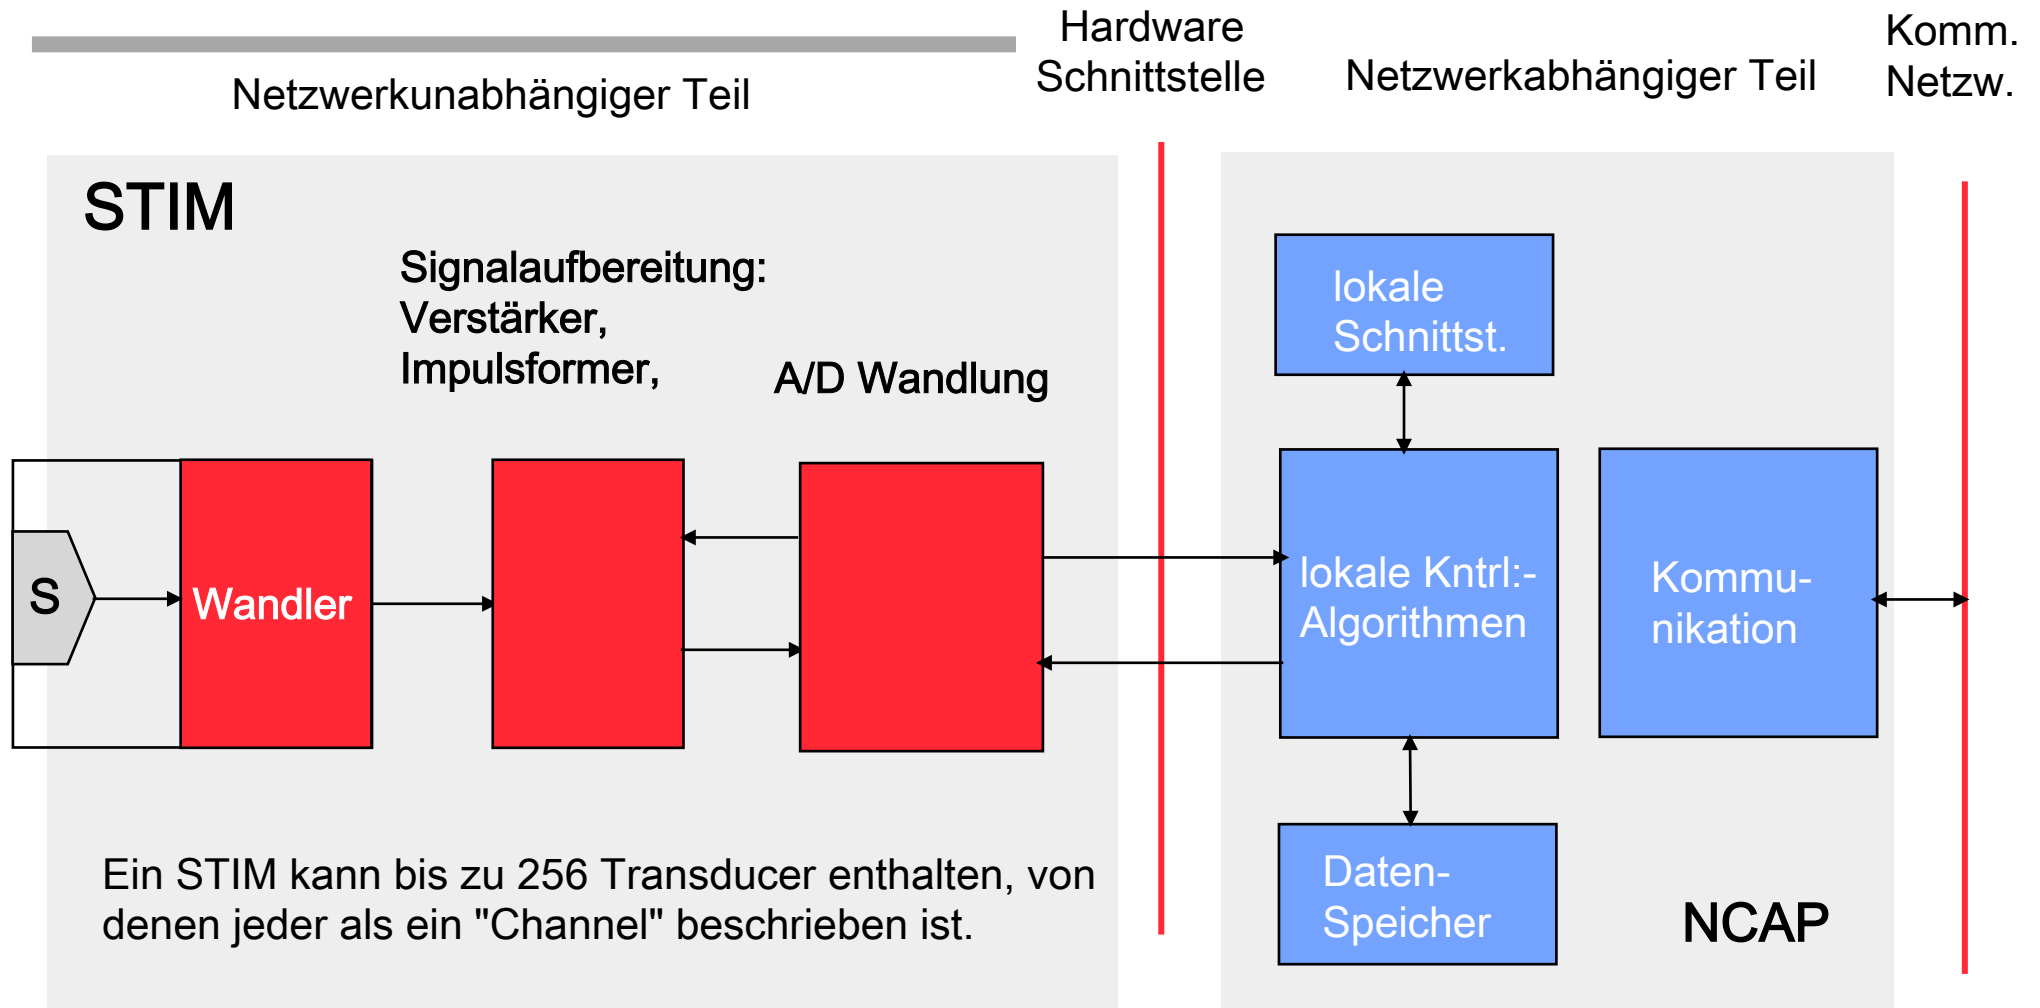 Netzwerkunabhängiger Teil
Hardware
Schnittstelle
Netzwerkabhängiger Teil
Komm.
Netzw.
STIM
Signalaufbereitung:
Verstärker,
Impulsformer,
A/D Wandlung
S
Wandler
lokale
Schnittst.
lokale Kntrl:-
Algorithmen
Kommu-
nikation
Daten-
Speicher
NCAP
Ein STIM kann bis zu 256 Transducer enthalten, von
denen jeder als ein "Channel" beschrieben ist.